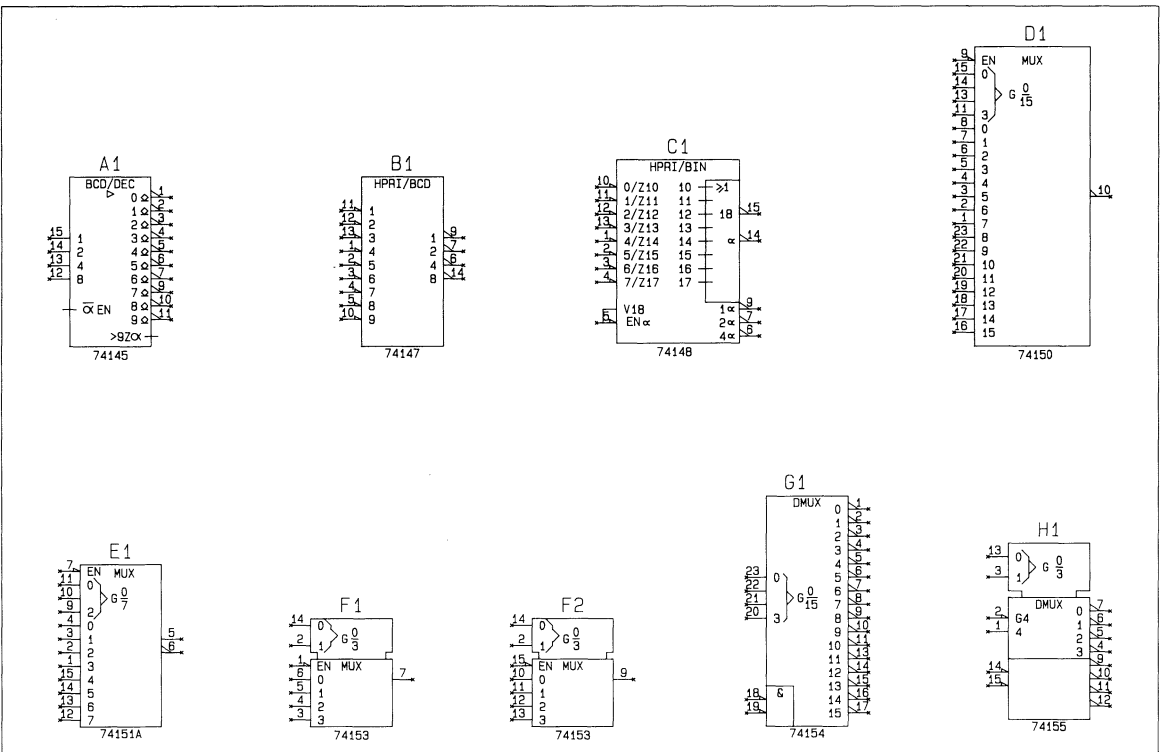 D1
9 EN MUX
15 0
14
13 G 0/15
11 3
8 0
7 1
6 2
5 3
4 4
3 5 10
2 6
1 7
23 8
22 9
21 10
20 11
19 12
18 13
17 14
16 15
74150
A1
BCD/DEC
▷
0 Ω 1
1 Ω 2
2 Ω 3
15 1 3 Ω 4
14 2 4 Ω 5
13 4 5 Ω 6
12 8 6 Ω 7
7 Ω 9
α EN 8 Ω 10
9 Ω 11
>9Zα
74145
B1
HPRI/BCD
11 1
12 2
13 3 1 9
1 4 2 7
2 5 4 6
3 6 8 14
4 7
5 8
10 9
74147
C1
HPRI/BIN
10 0/Z10 10 ≥1
11 1/Z11 11
12 2/Z12 12 18 15
13 3/Z13 13
1 4/Z14 14 α 14
2 5/Z15 15
3 6/Z16 16
4 7/Z17 17
V18 1α 9
5 ENα 2α 7
4α 6
74148
E1
7 EN MUX
11 0
10 G 0/7
9 2
4 0
3 1 5
2 2 6
1 3
15 4
14 5
13 6
12 7
74151A
F1
14 0
2 1 G 0/3
1 EN MUX
6 0 7
5 1
4 2
3 3
74153
F2
14 0
2 1 G 0/3
15 EN MUX
10 0 9
11 1
12 2
13 3
74153
G1
DMUX
0 1
1 2
2 3
3 4
4 5
23 0 5 6
22 6 7
21 G 0/15 7 8
20 3 8 9
9 10
10 11
11 13
12 14
& 13 15
18 14 16
19 15 17
74154
H1
13 0
3 1 G 0/3
DMUX
2 G4 0 7
1 4 1 6
2 5
3 4
14 9
15 10
11
12
74155